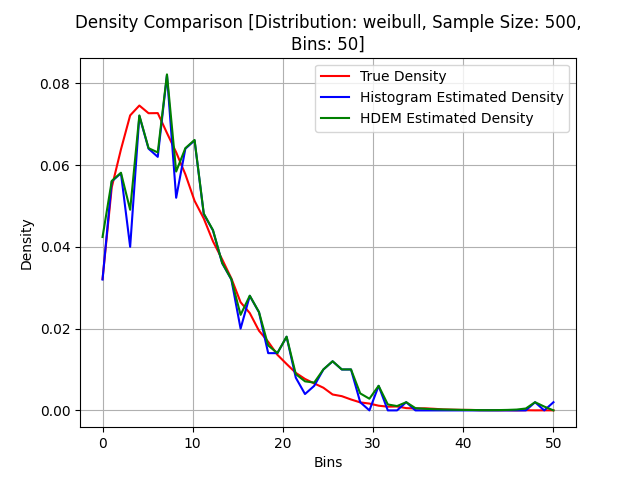 Density Comparison [Distribution: weibull, Sample Size: 500,
Bins: 50]
True Density
Histogram Estimated Density
HDEM Estimated Density
Density
0.08
0.06
0.04
0.02
0.00
0
10
20
30
40
50
Bins